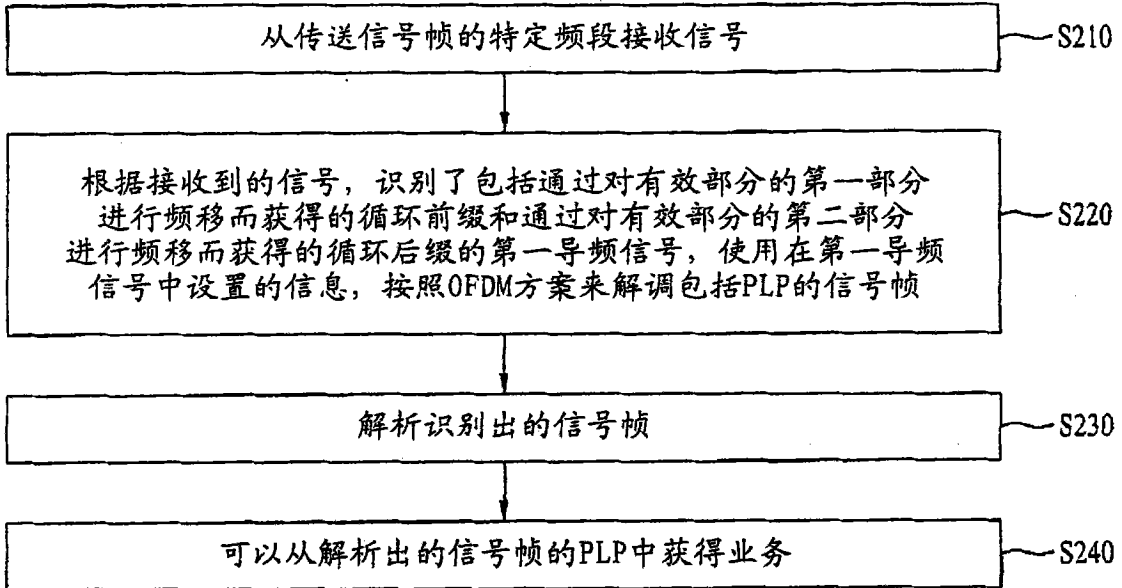 从传送信号帧的特定频段接收信号
S210
根据接收到的信号，识别了包括通过对有效部分的第一部分
进行频移而获得的循环前缀和通过对有效部分的第二部分
进行频移而获得的循环后缀的第一导频信号，使用在第一导频
信号中设置的信息，按照OFDM方案来解调包括PLP的信号帧
S220
解析识别出的信号帧
S230
可以从解析出的信号帧的PLP中获得业务
S240